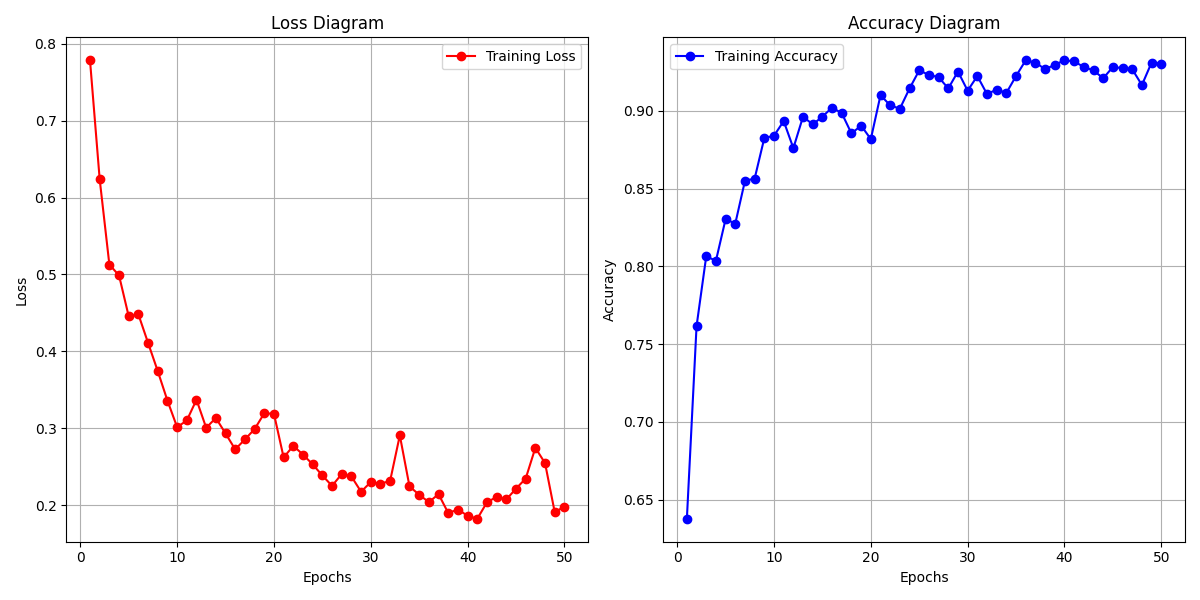 Loss Diagram
Training Loss
0.8
0.7
0.6
0.5
0.4
0.3
0.2
Loss
0 10 20 30 40 50
Epochs
Accuracy Diagram
Training Accuracy
0.90
0.85
0.80
0.75
0.70
0.65
Accuracy
0 10 20 30 40 50
Epochs